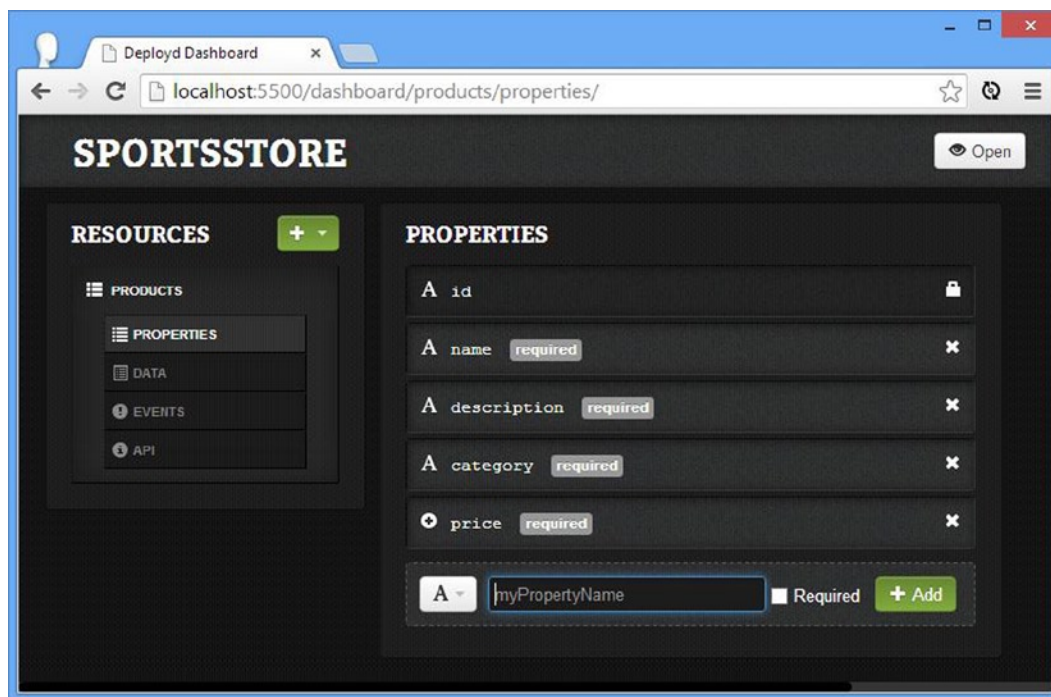 Deployd Dashboard
localhost:5500/dashboard/products/properties/
SPORTSSTORE
Open
RESOURCES
PRODUCTS
PROPERTIES
DATA
EVENTS
API
PROPERTIES
A id
A name required
A description required
A category required
price required
A myPropertyName Required + Add